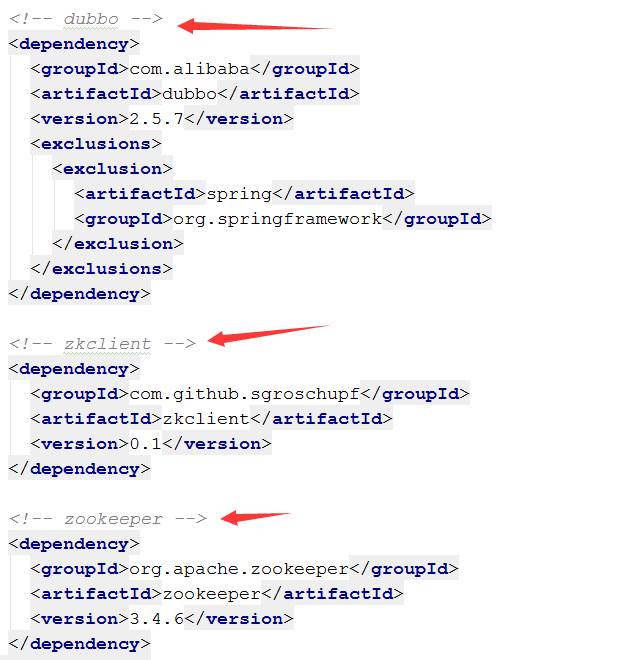 <!-- dubbo -->
<dependency>
<groupId>com.alibaba</groupId>
<artifactId>dubbo</artifactId>
<version>2.5.7</version>
<exclusions>
<exclusion>
<artifactId>spring</artifactId>
<groupId>org.springframework</groupId>
</exclusion>
</exclusions>
</dependency>
<!-- zkclient -->
<dependency>
<groupId>com.github.sgroschupf</groupId>
<artifactId>zkclient</artifactId>
<version>0.1</version>
</dependency>
<!-- zookeeper -->
<dependency>
<groupId>org.apache.zookeeper</groupId>
<artifactId>zookeeper</artifactId>
<version>3.4.6</version>
</dependency>